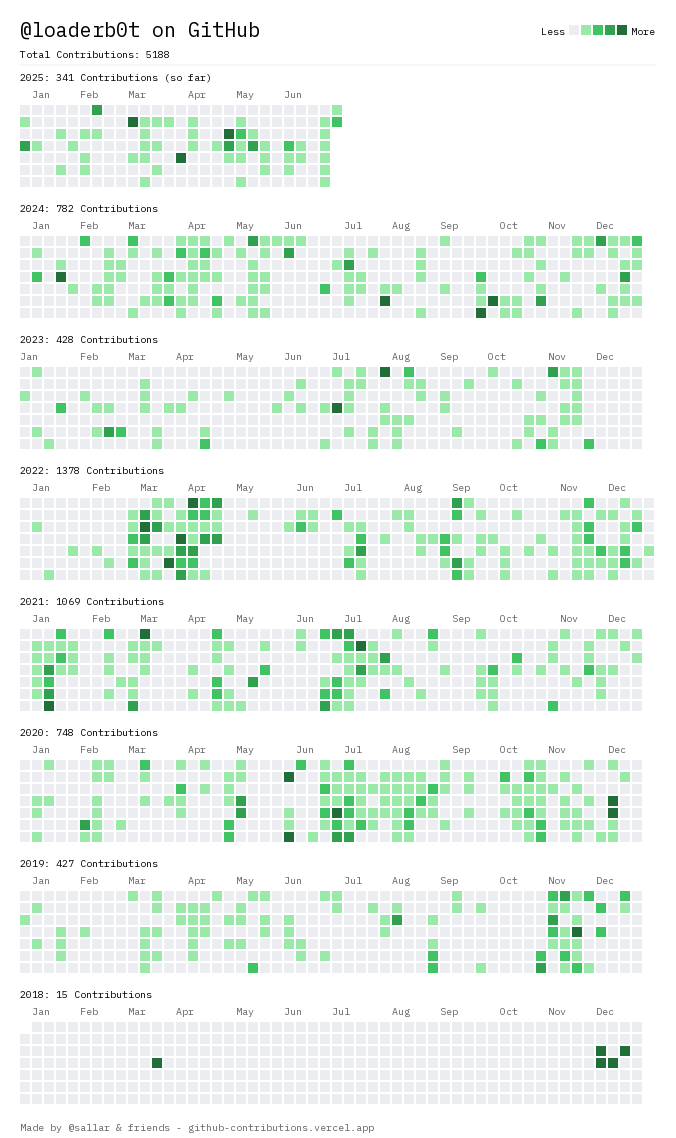 @loaderb0t on GitHub
Less More
Total Contributions: 5188
2025: 341 Contributions (so far)
Jan Feb Mar Apr May Jun
2024: 782 Contributions
Jan Feb Mar Apr May Jun Jul Aug Sep Oct Nov Dec
2023: 428 Contributions
Jan Feb Mar Apr May Jun Jul Aug Sep Oct Nov Dec
2022: 1378 Contributions
Jan Feb Mar Apr May Jun Jul Aug Sep Oct Nov Dec
2021: 1069 Contributions
Jan Feb Mar Apr May Jun Jul Aug Sep Oct Nov Dec
2020: 748 Contributions
Jan Feb Mar Apr May Jun Jul Aug Sep Oct Nov Dec
2019: 427 Contributions
Jan Feb Mar Apr May Jun Jul Aug Sep Oct Nov Dec
2018: 15 Contributions
Jan Feb Mar Apr May Jun Jul Aug Sep Oct Nov Dec
Made by @sallar & friends - github-contributions.vercel.app